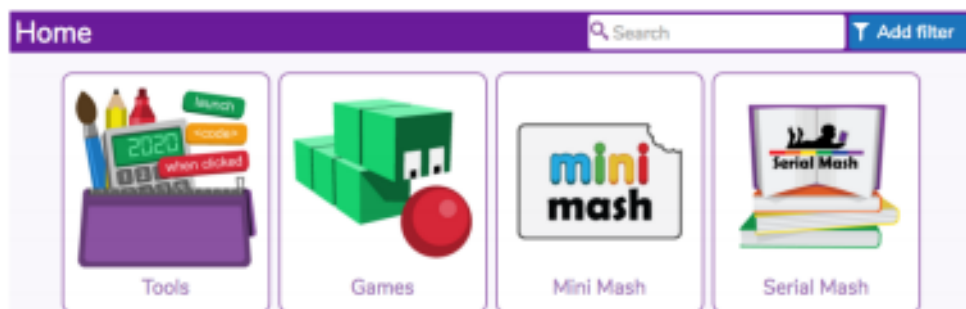 Home
Search
Add filter
launch
<code>
2020
when clicked
mini
mash
Serial Mash
Tools
Games
Mini Mash
Serial Mash